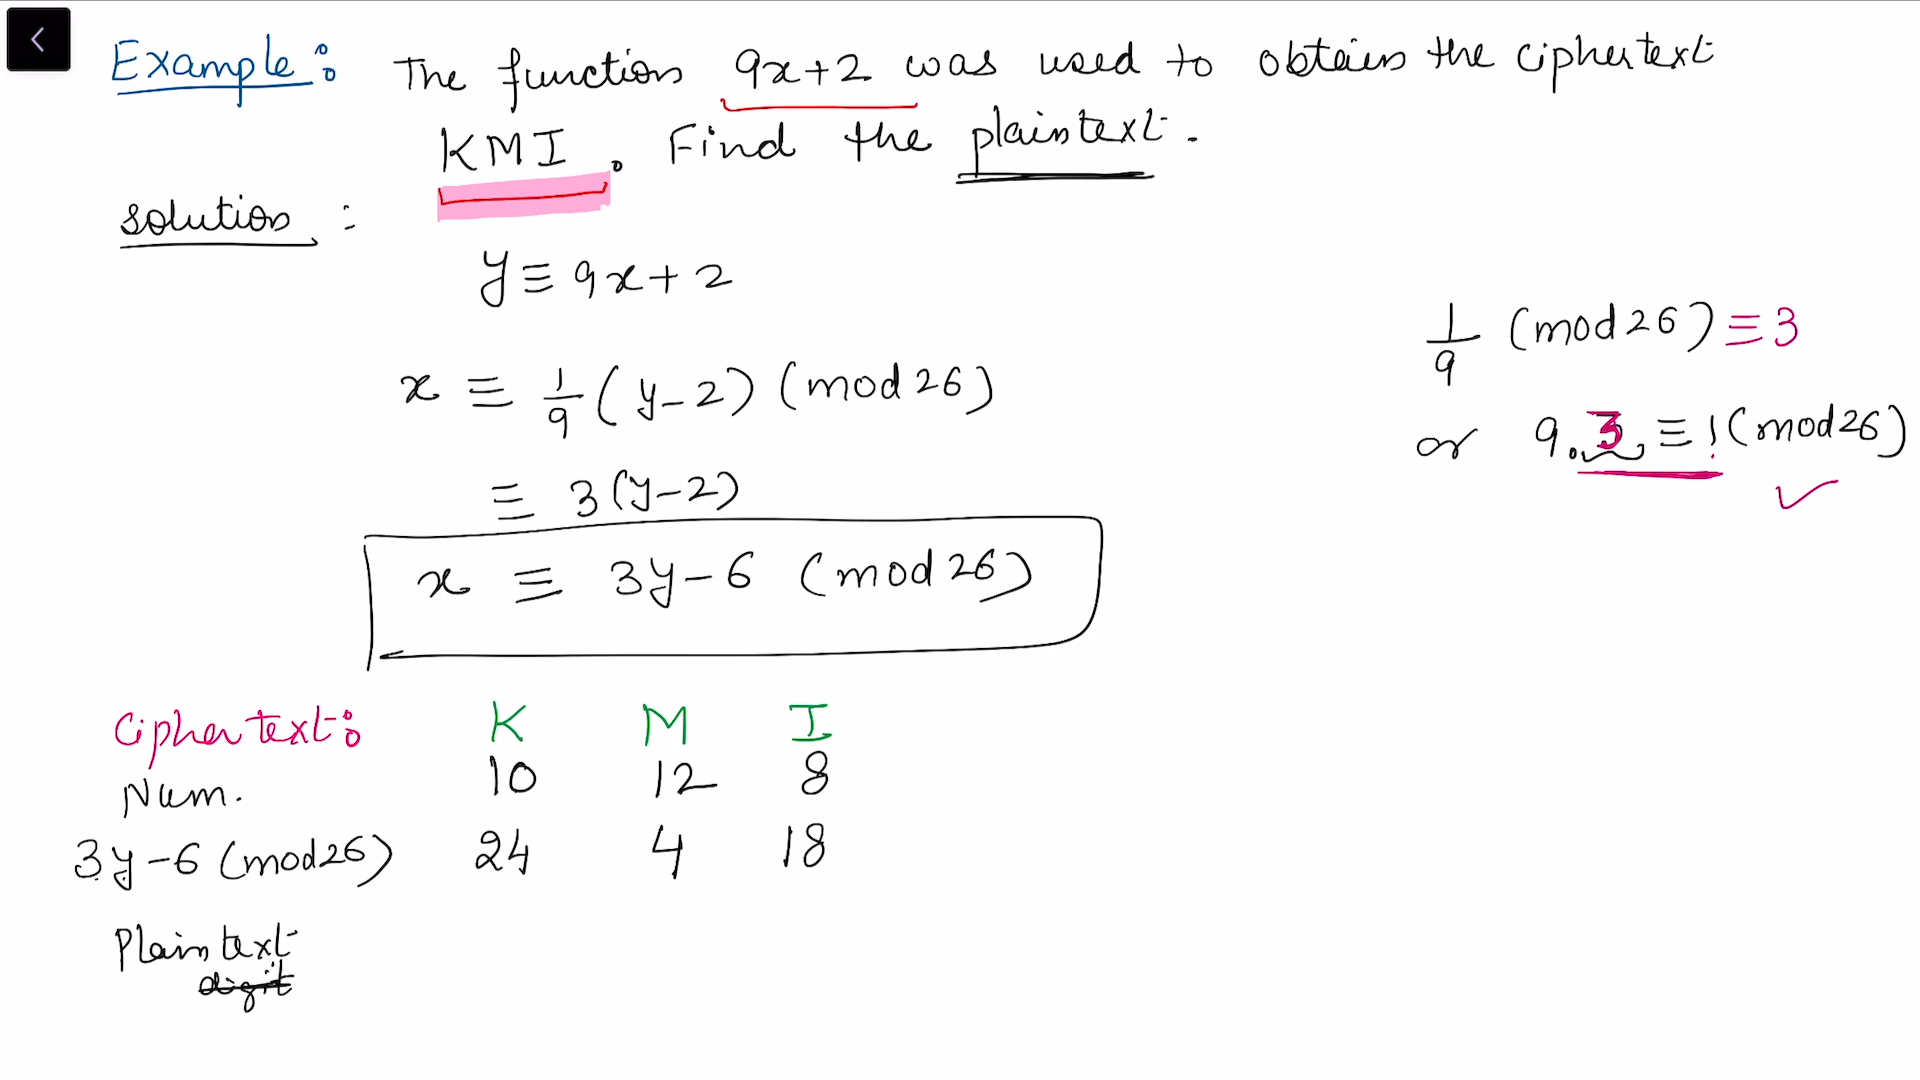 Example: The function 9x+2 was used to obtain the ciphertext
KMI. Find the plaintext.
solution:
y ≡ 9x+2
x ≡ 1/9 (y-2) (mod 26)
≡ 3(y-2)
x ≡ 3y-6 (mod 26)
1/9 (mod 26) ≡ 3
or 9.3 ≡ 1 (mod 26) ✓
Ciphertext: K M I
Num. 10 12 8
3y-6 (mod 26) 24 4 18
Plaintext
digit